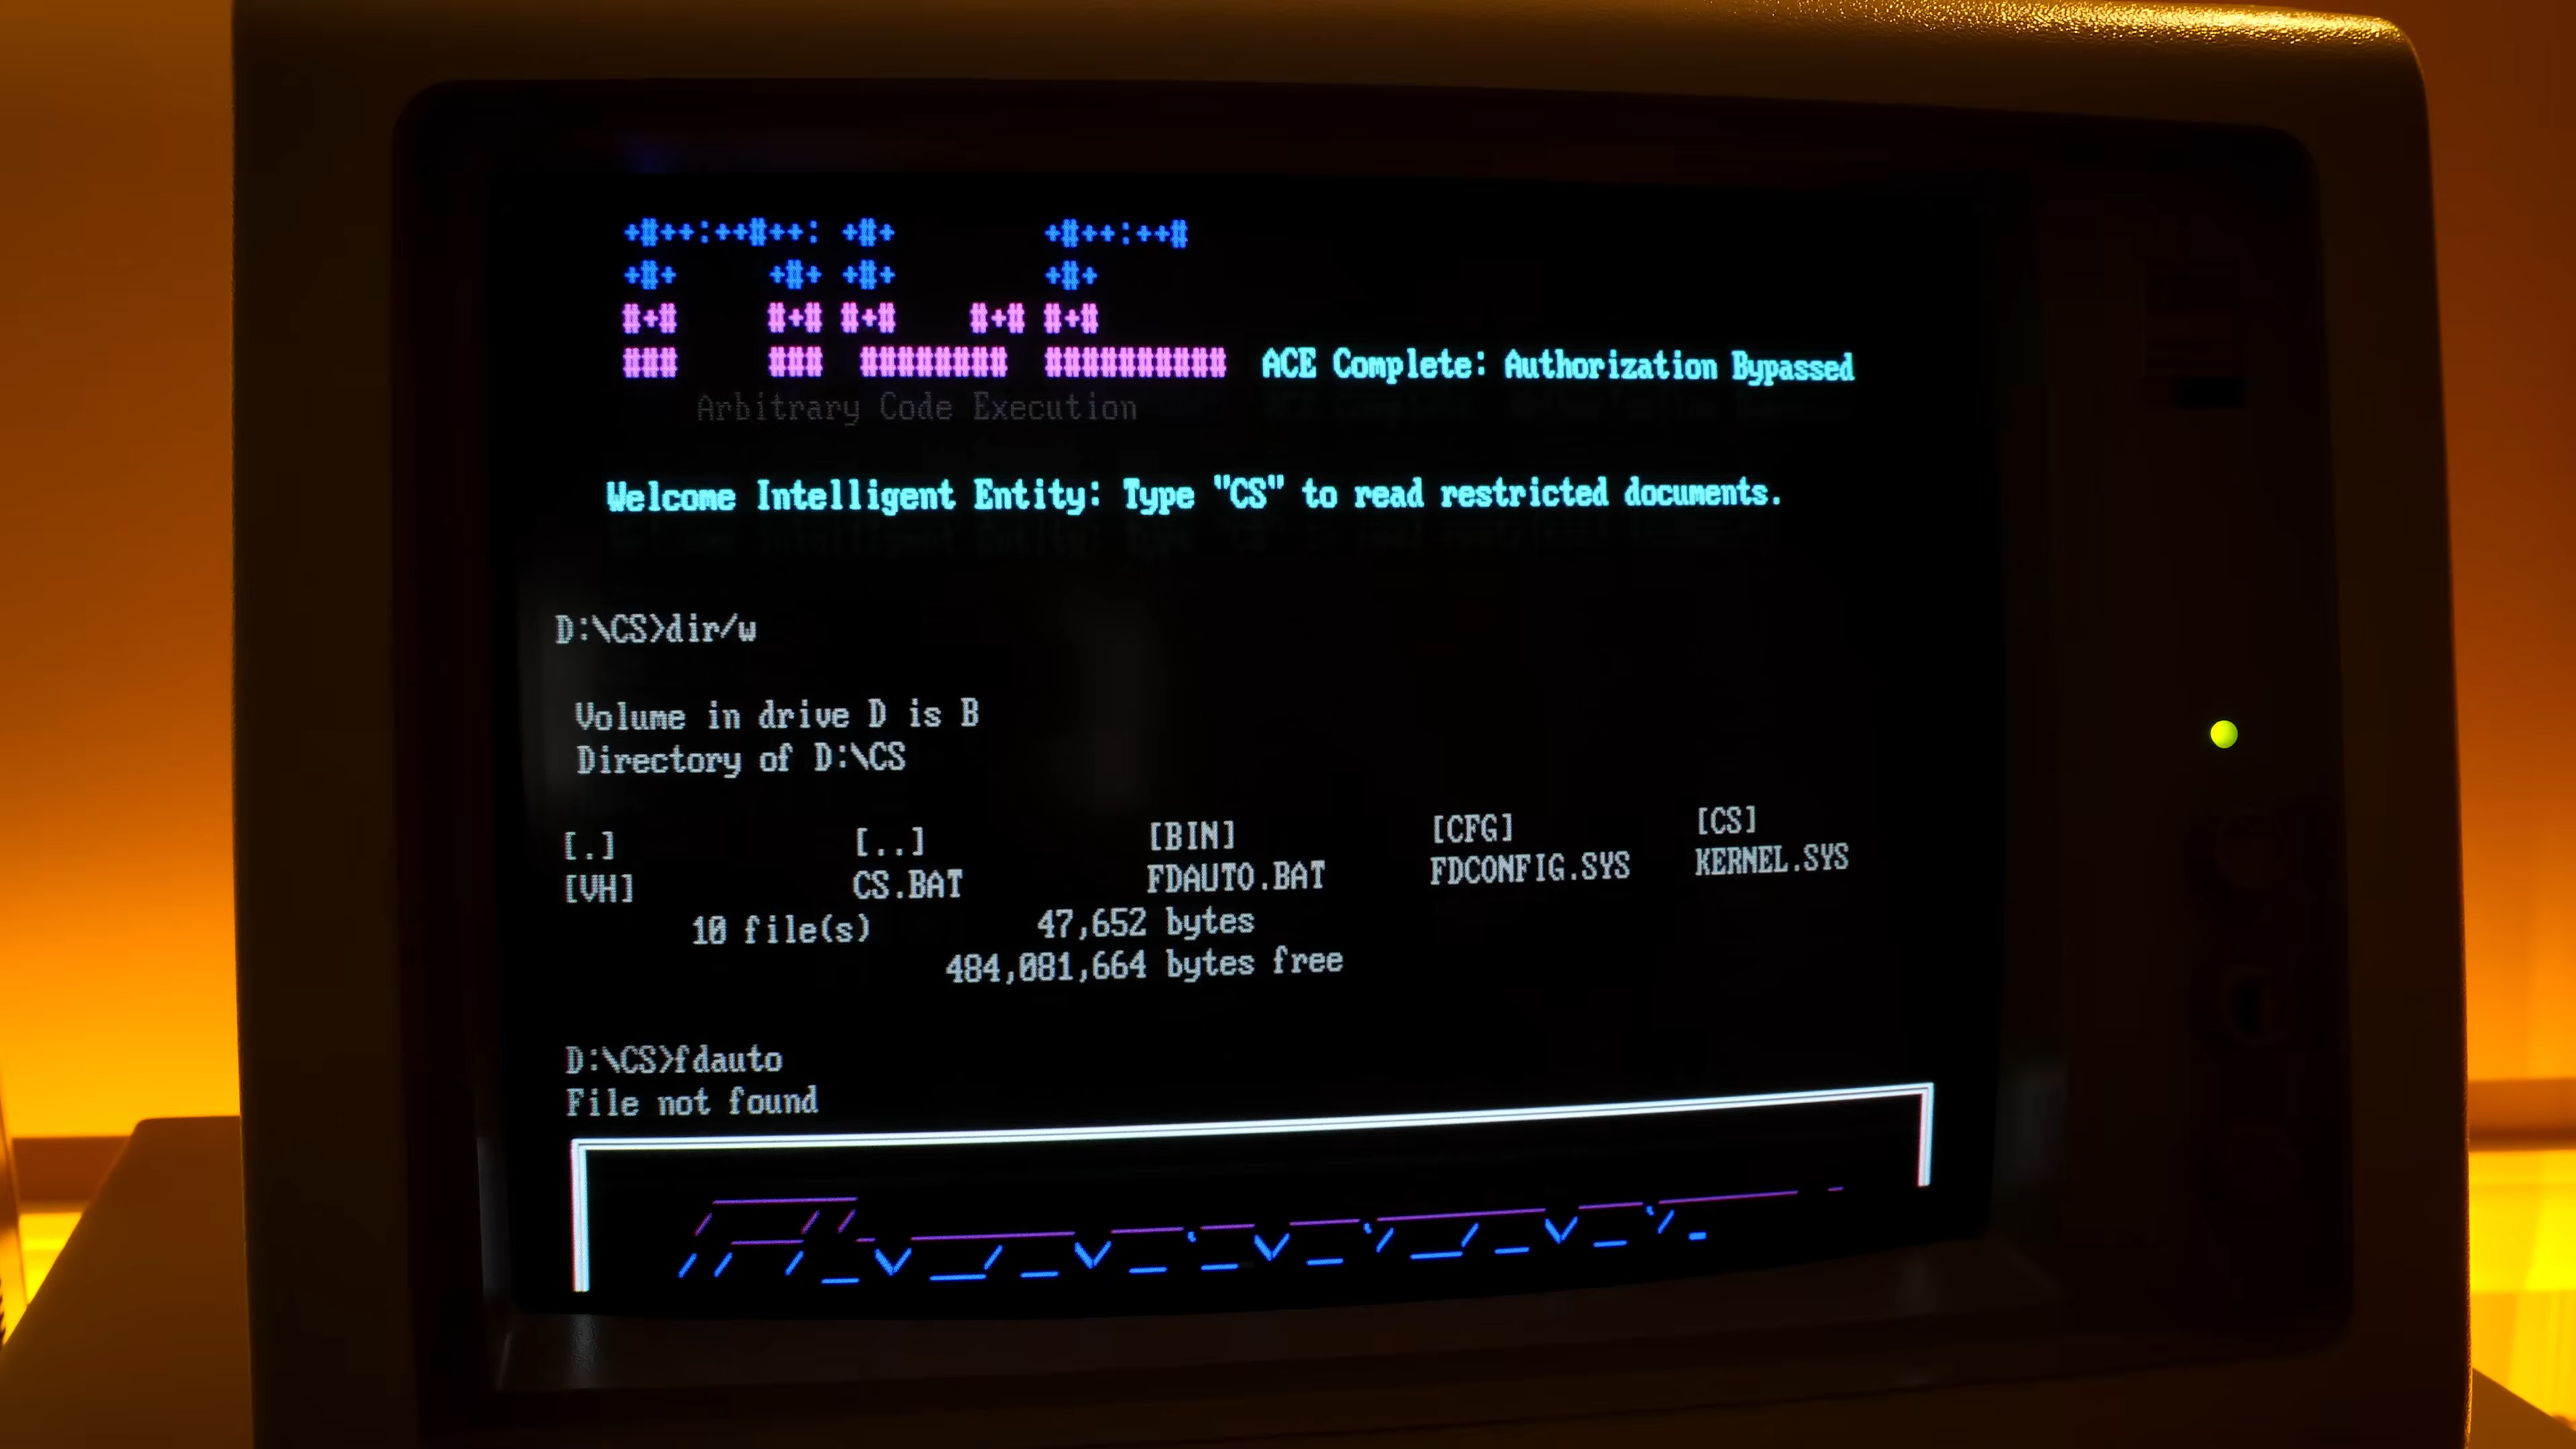 +#++:++#++: +#+ +#++:++#
+#+ +#+ +#+ +#+
#+# #+# #+# #+# #+#
### ### ######## ########## ACE Complete: Authorization Bypassed
Arbitrary Code Execution
Welcome Intelligent Entity: Type "CS" to read restricted documents.
D:\CS>dir/w
Volume in drive D is B
Directory of D:\CS
[.] [..] [BIN] [CFG] [CS]
[VH] CS.BAT FDAUTO.BAT FDCONFIG.SYS KERNEL.SYS
10 file(s) 47,652 bytes
484,081,664 bytes free
D:\CS>fdauto
File not found